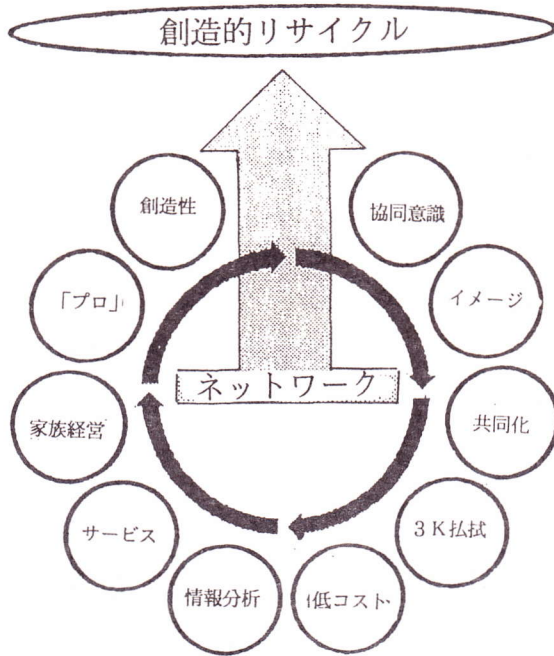 創造的リサイクル
創造性
協同意識
「プロ」
イメージ
ネットワーク
家族経営
共同化
サービス
3K払拭
情報分析
低コスト